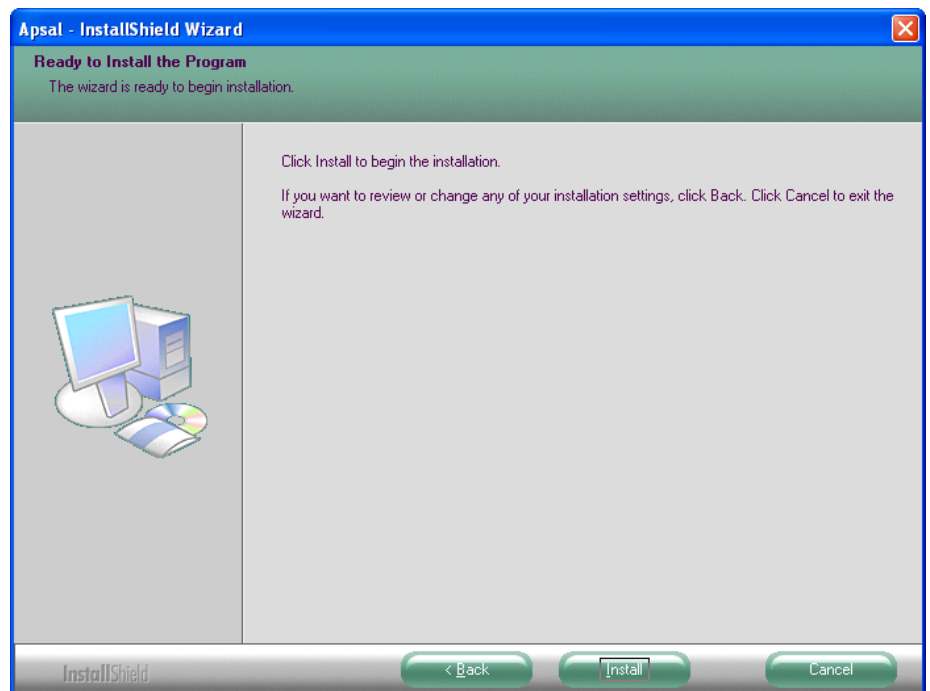 Apsal - InstallShield Wizard
Ready to Install the Program
The wizard is ready to begin installation.
Click Install to begin the installation.
If you want to review or change any of your installation settings, click Back. Click Cancel to exit the
wizard.
InstallShield
< Back
Install
Cancel